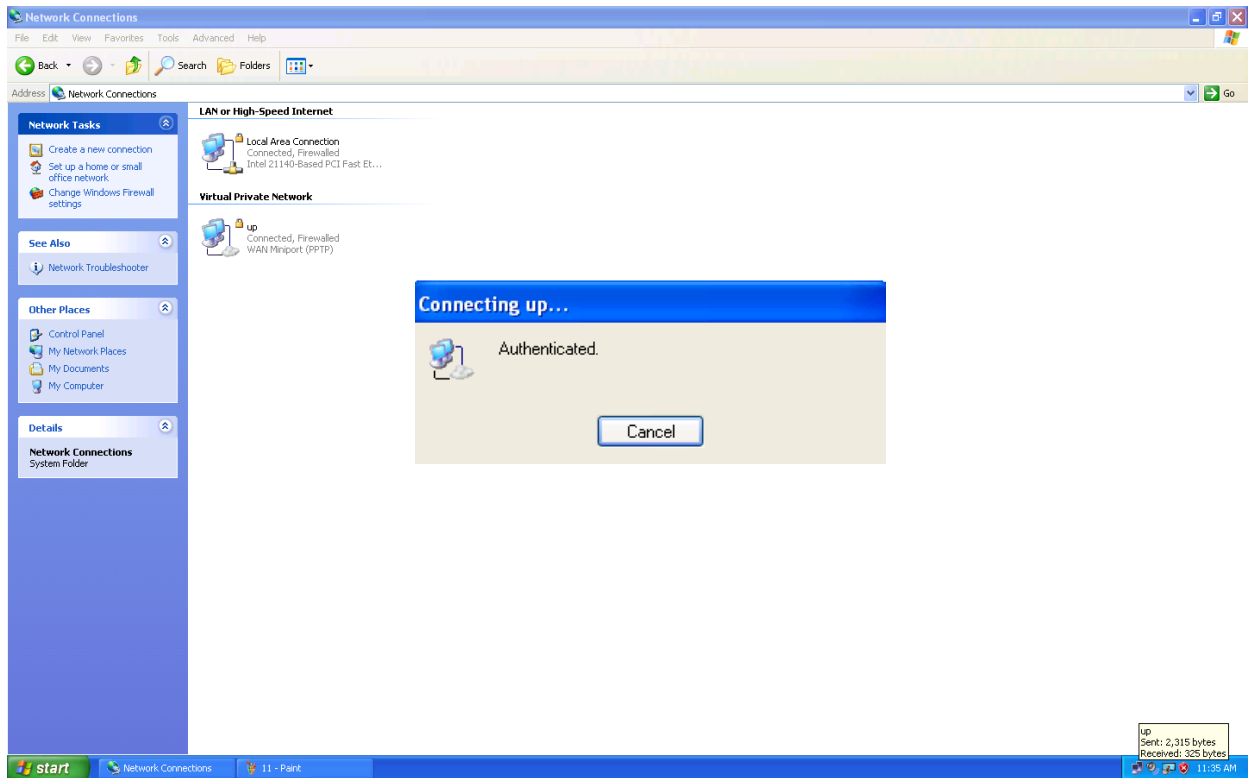 Network Connections
File Edit View Favorites Tools Advanced Help
Back Search Folders
Address Network Connections Go
Network Tasks
Create a new connection
Set up a home or small
office network
Change Windows Firewall
settings
See Also
Network Troubleshooter
Other Places
Control Panel
My Network Places
My Documents
My Computer
Details
Network Connections
System Folder
LAN or High-Speed Internet
Local Area Connection
Connected, Firewalled
Intel 21140-Based PCI Fast Et...
Virtual Private Network
up
Connected, Firewalled
WAN Miniport (PPTP)
Connecting up...
Authenticated.
Cancel
up
Sent: 2,315 bytes
Received: 325 bytes
start Network Connections 11 - Paint 11:35 AM